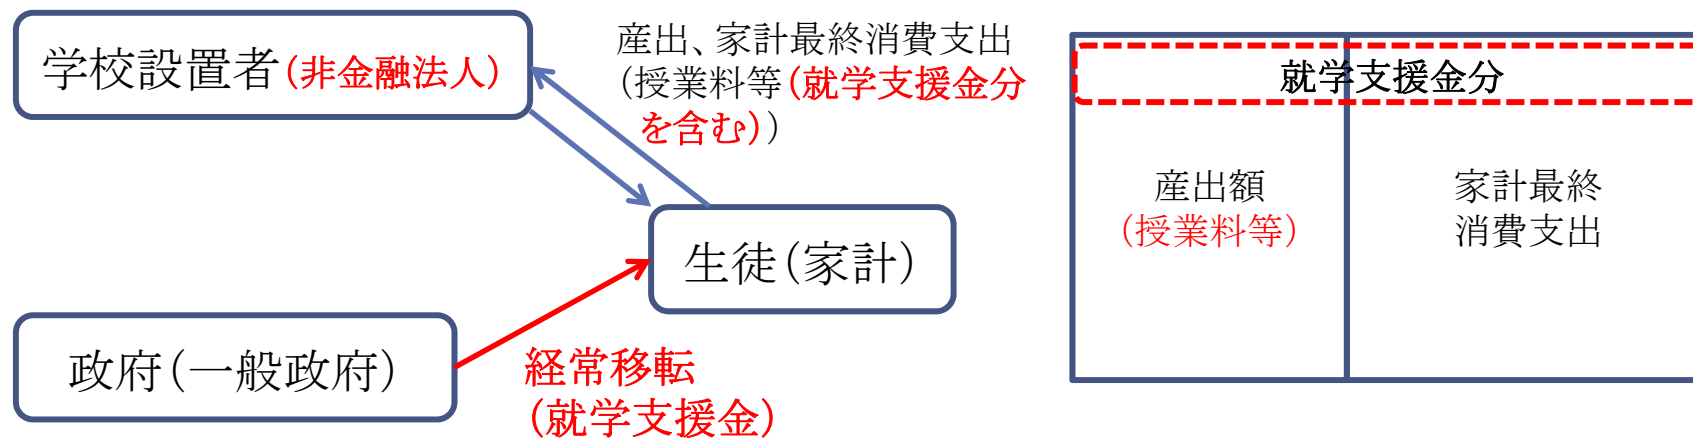 学校設置者(非金融法人)
産出、家計最終消費支出
(授業料等(就学支援金分
を含む))
生徒(家計)
政府(一般政府)
経常移転
(就学支援金)
就学支援金分
産出額
(授業料等)
家計最終
消費支出